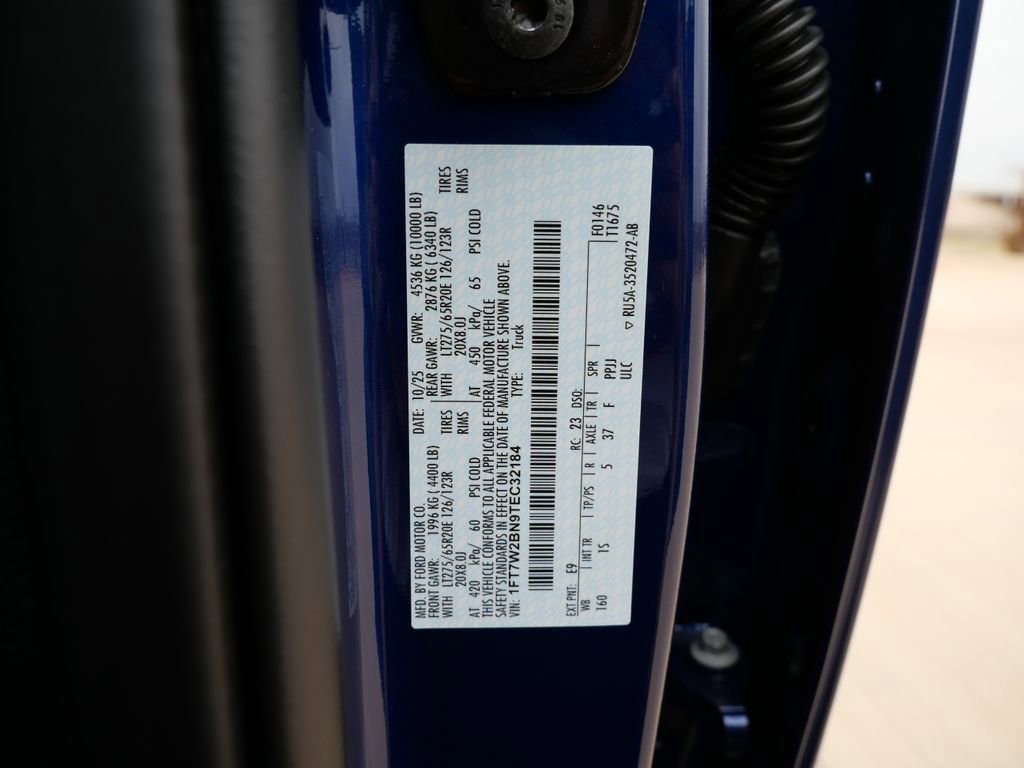 MFD. BY FORD MOTOR CO. DATE: 10/25 GVWR: 4536 KG (10000 LB)
FRONT GAWR: 1996 KG ( 4400 LB) REAR GAWR: 2876 KG ( 6340 LB)
WITH LT275/65R20E 126/123R TIRES WITH LT275/65R20E 126/123R TIRES
20X8.0J RIMS 20X8.0J RIMS
AT 420 kPa/ 60 PSI COLD AT 450 kPa/ 65 PSI COLD
THIS VEHICLE CONFORMS TO ALL APPLICABLE FEDERAL MOTOR VEHICLE
SAFETY STANDARDS IN EFFECT ON THE DATE OF MANUFACTURE SHOWN ABOVE.
VIN: 1FT7W2BN9TEC32184 TYPE: Truck
EXT PNT: E9 RC: 23 DSO: F0146
WB INT TR TP/PS R AXLE TR SPR T1675
160 1S 5 37 F PPJJ
ULC ▽ RU5A-3520472-AB